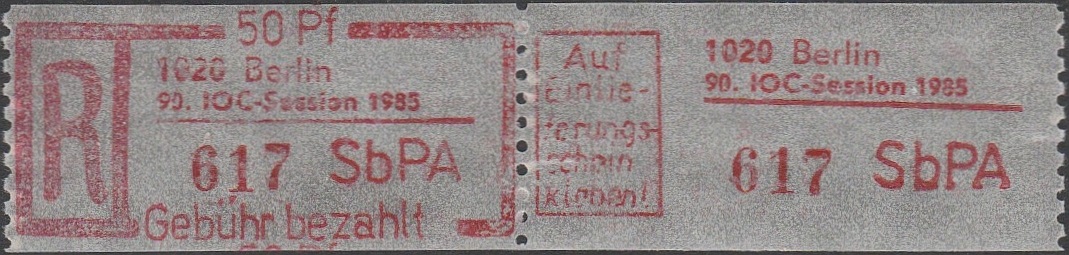 50 Pf
R
1020 Berlin
90. IOC-Session 1985
617 SbPA
Gebühr bezahlt
Auf
Einlie-
ferungs-
schein
kleben!
1020 Berlin
90. IOC-Session 1985
617 SbPA